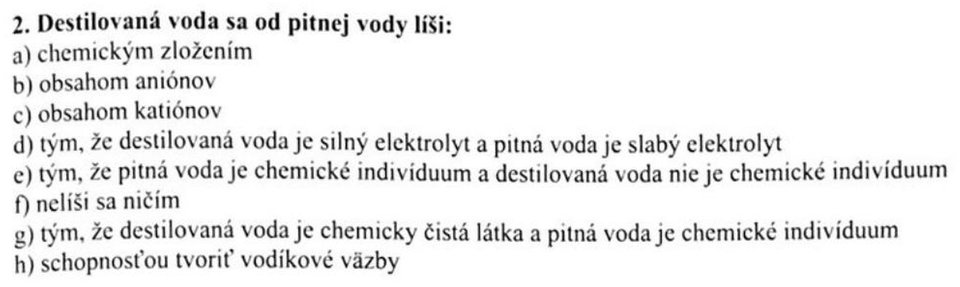 2. Destilovaná voda sa od pitnej vody líši:
a) chemickým zložením
b) obsahom aniónov
c) obsahom katiónov
d) tým, že destilovaná voda je silný elektrolyt a pitná voda je slabý elektrolyt
e) tým, že pitná voda je chemické indivíduum a destilovaná voda nie je chemické indivíduum
f) nelíši sa ničím
g) tým, že destilovaná voda je chemicky čistá látka a pitná voda je chemické indivíduum
h) schopnosťou tvoriť vodíkové väzby